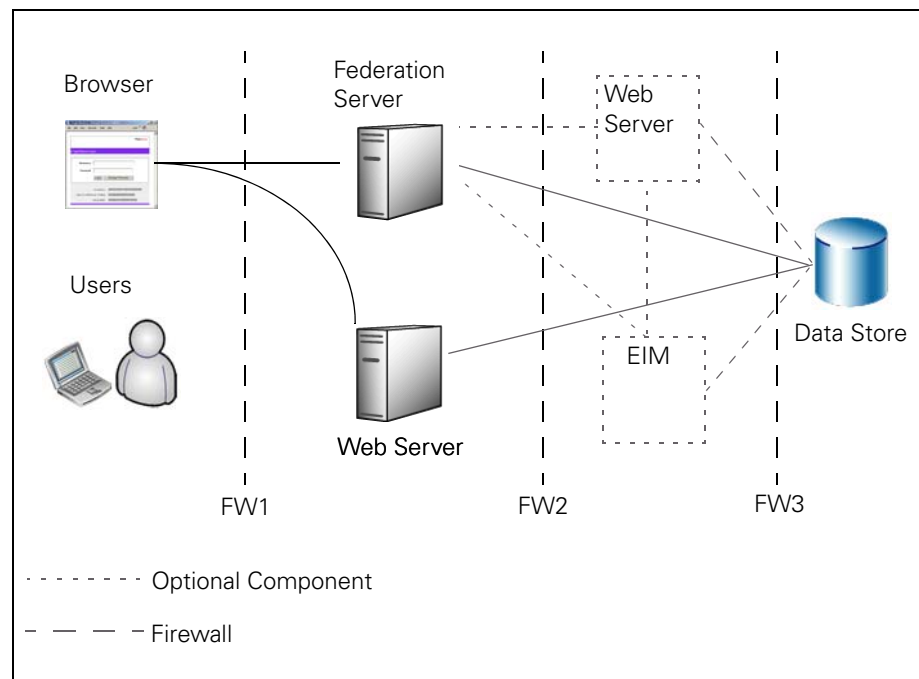 Browser
Federation
Server
Web
Server
Users
Data Store
EIM
Web Server
FW1
FW2
FW3
Optional Component
Firewall